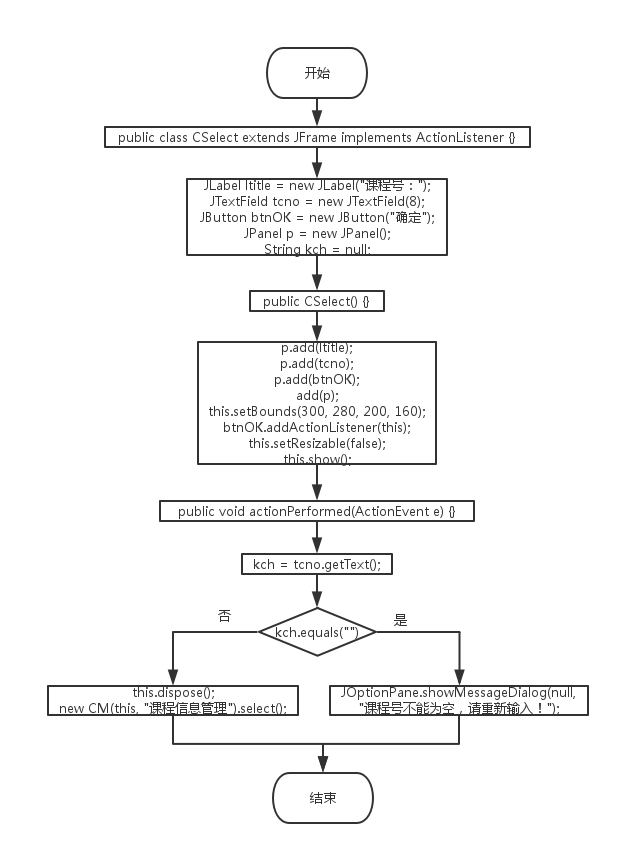 开始
public class CSelect extends JFrame implements ActionListener {}
JLabel ltitle = new JLabel("课程号：");
JTextField tcno = new JTextField(8);
JButton btnOK = new JButton("确定");
JPanel p = new JPanel();
String kch = null;
public CSelect() {}
p.add(ltitle);
p.add(tcno);
p.add(btnOK);
add(p);
this.setBounds(300, 280, 200, 160);
btnOK.addActionListener(this);
this.setResizable(false);
this.show();
public void actionPerformed(ActionEvent e) {}
kch = tcno.getText();
kch.equals("")
否
是
this.dispose();
new CM(this, "课程信息管理").select();
JOptionPane.showMessageDialog(null,
"课程号不能为空，请重新输入！");
结束